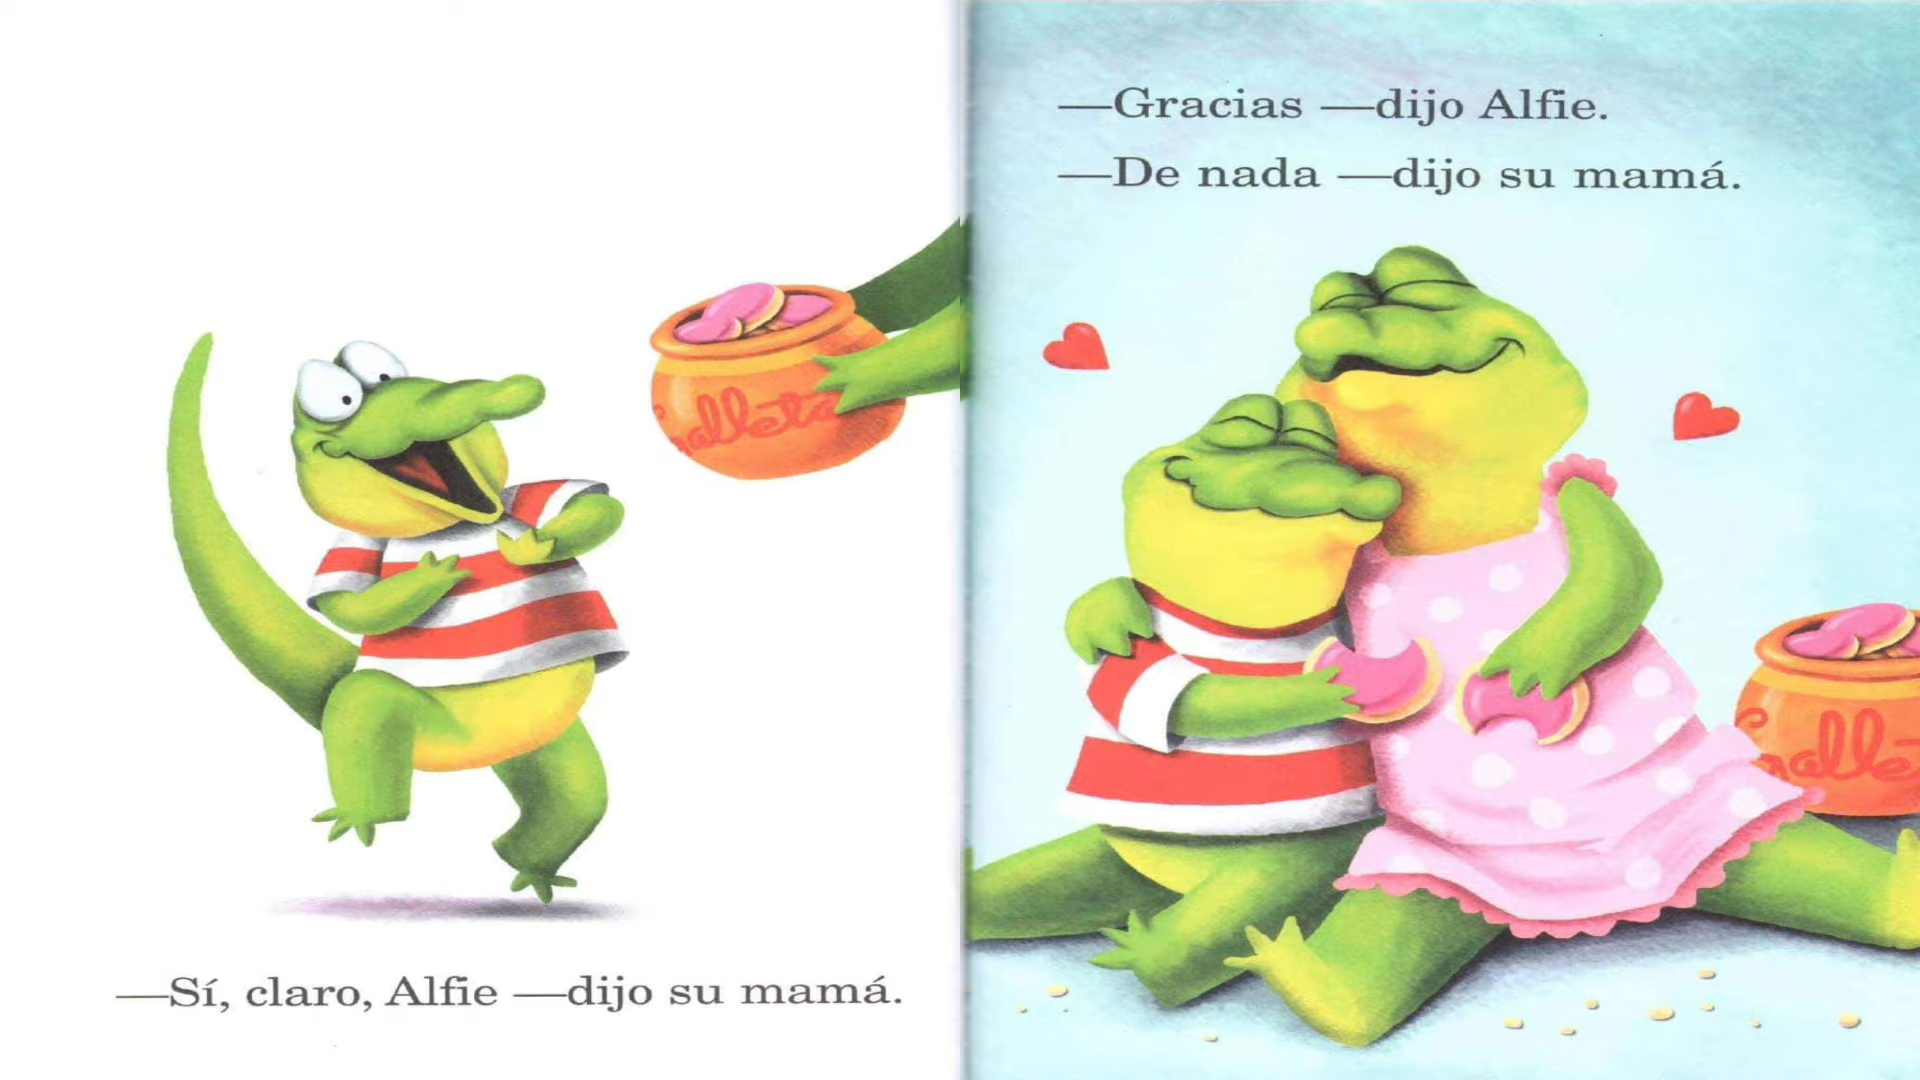 —Sí, claro, Alfie —dijo su mamá.
—Gracias —dijo Alfie.
—De nada —dijo su mamá.